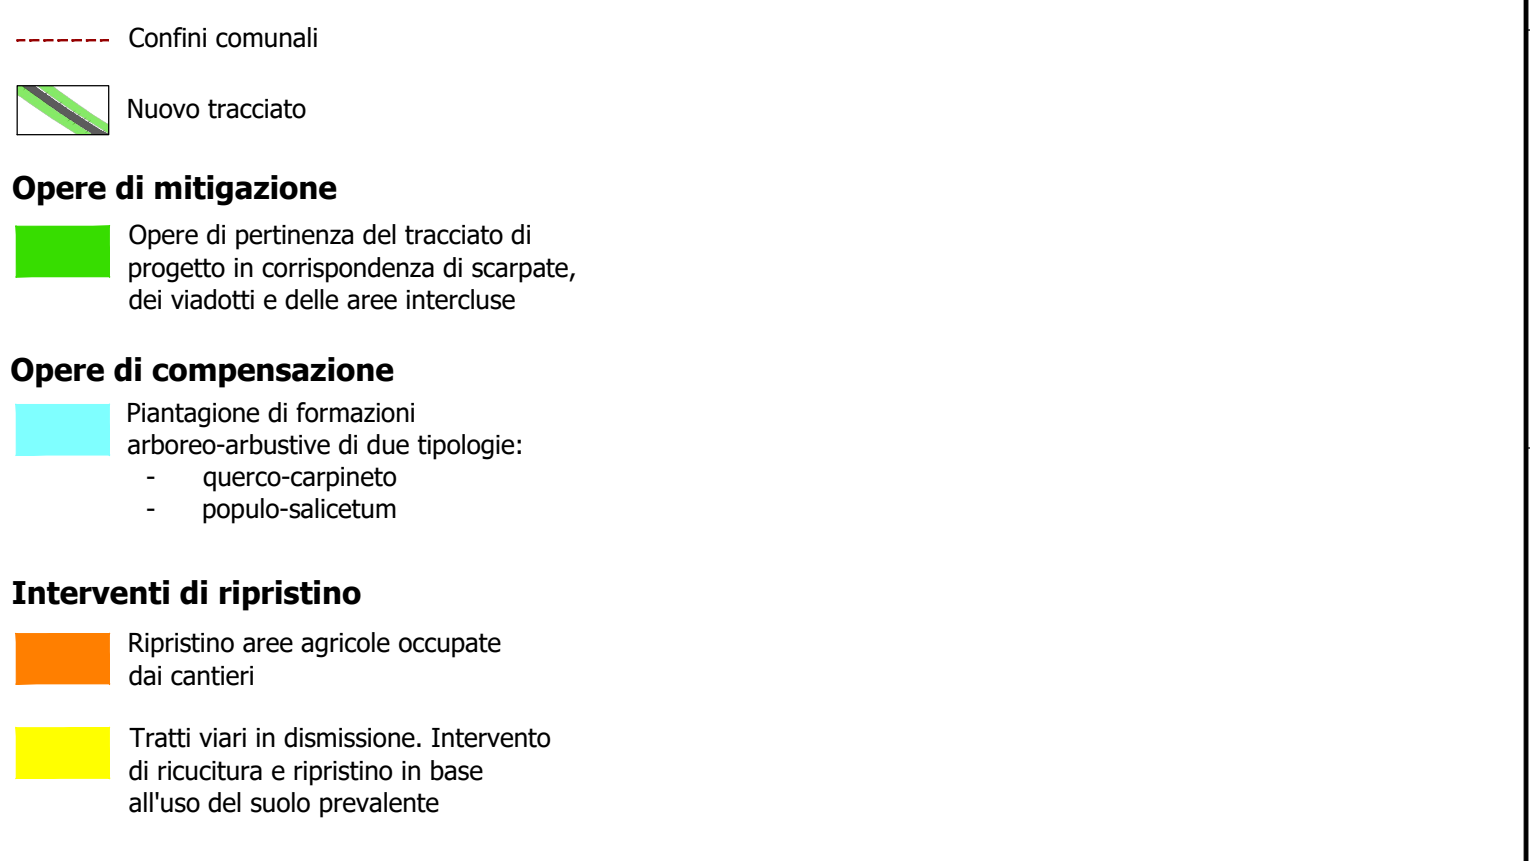 Confini comunali
Nuovo tracciato
Opere di mitigazione
Opere di pertinenza del tracciato di
progetto in corrispondenza di scarpate,
dei viadotti e delle aree intercluse
Opere di compensazione
Piantagione di formazioni
arboreo-arbustive di due tipologie:
- querco-carpineto
- populo-salicetum
Interventi di ripristino
Ripristino aree agricole occupate
dai cantieri
Tratti viari in dismissione. Intervento
di ricucitura e ripristino in base
all'uso del suolo prevalente